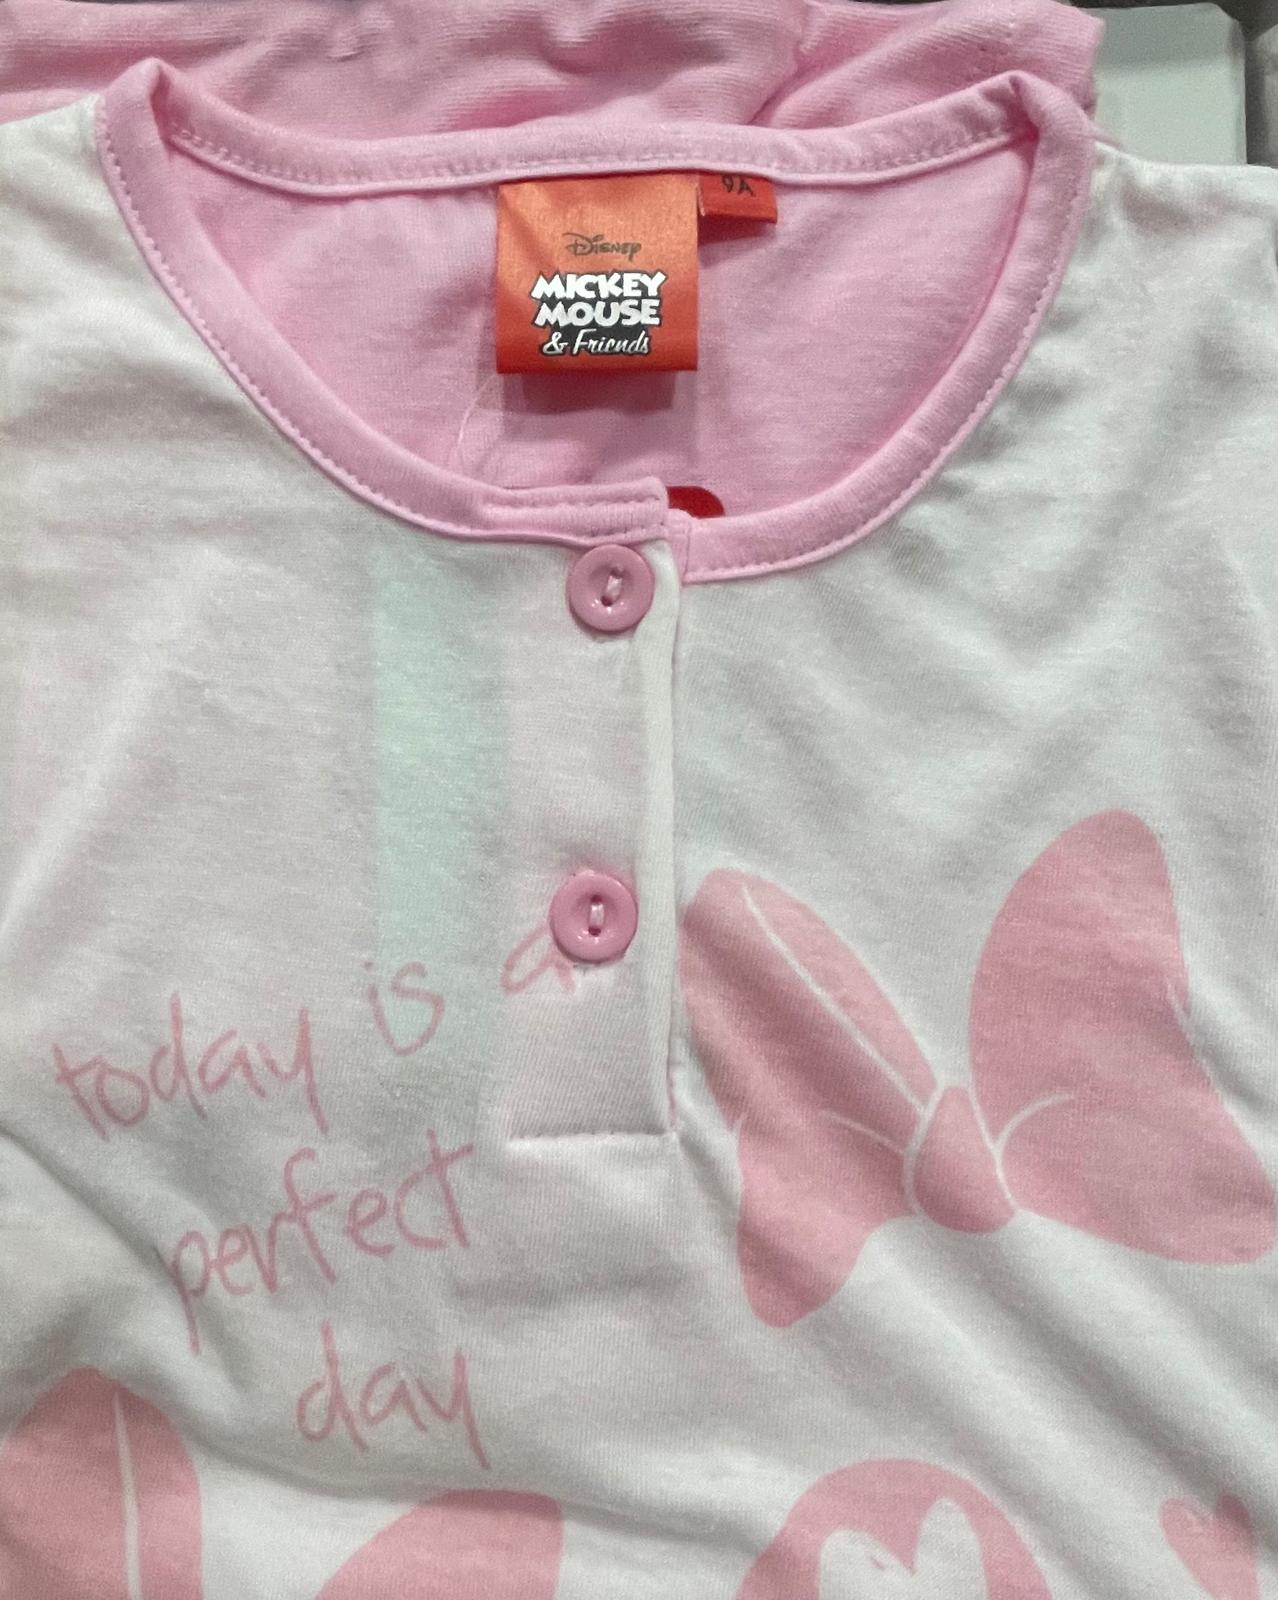 9A
Disney
MICKEY
MOUSE
& Friends
today is a
perfect
day